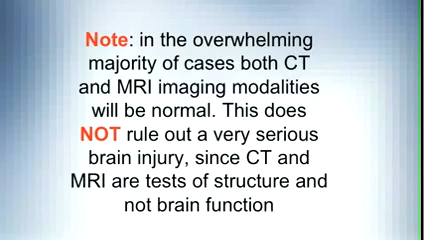 Note: in the overwhelming
majority of cases both CT
and MRI imaging modalities
will be normal. This does
NOT rule out a very serious
brain injury, since CT and
MRI are tests of structure and
not brain function